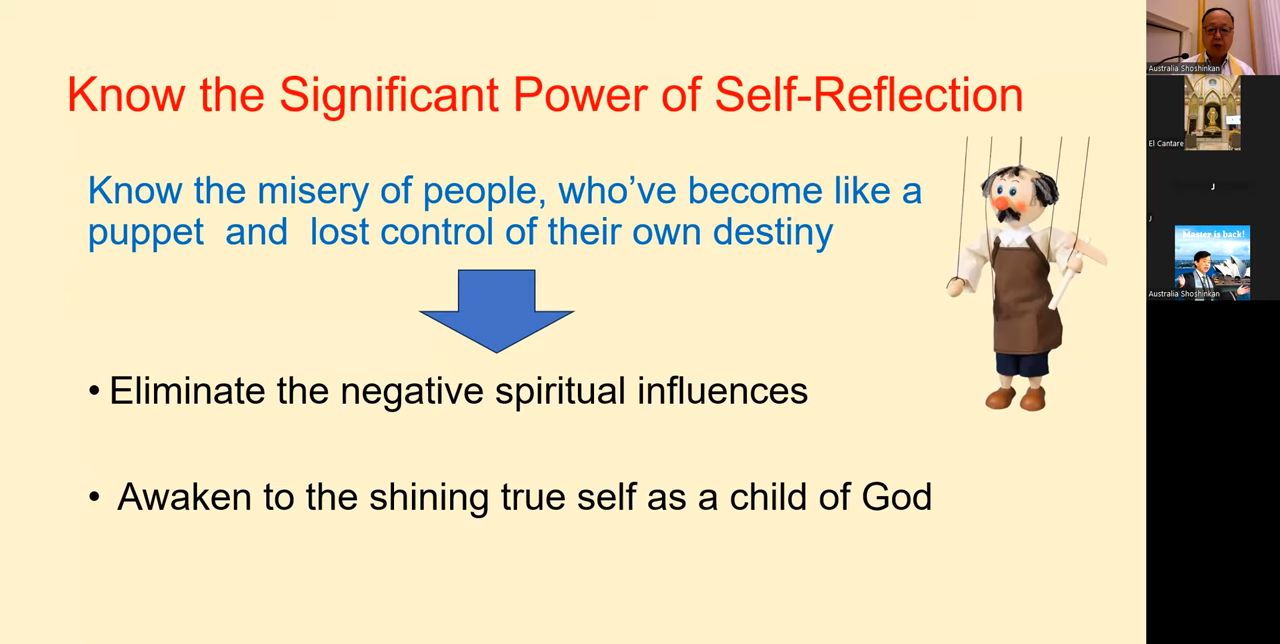 Know the Significant Power of Self-Reflection
Know the misery of people, who’ve become like a
puppet and lost control of their own destiny
• Eliminate the negative spiritual influences
• Awaken to the shining true self as a child of God
Australia Shoshinkan
El Cantare
J
J
Master is back!
Australia Shoshinkan